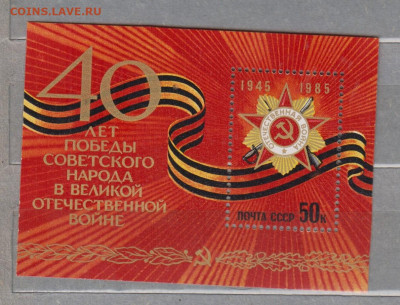 COINS.LAVE.RU
40
ЛЕТ
ПОБЕДЫ
СОВЕТСКОГО
НАРОДА
В ВЕЛИКОЙ
ОТЕЧЕСТВЕННОЙ
ВОЙНЕ
1945 1985
ОТЕЧЕСТВЕННАЯ ВОЙНА
ПОЧТА СССР 50к